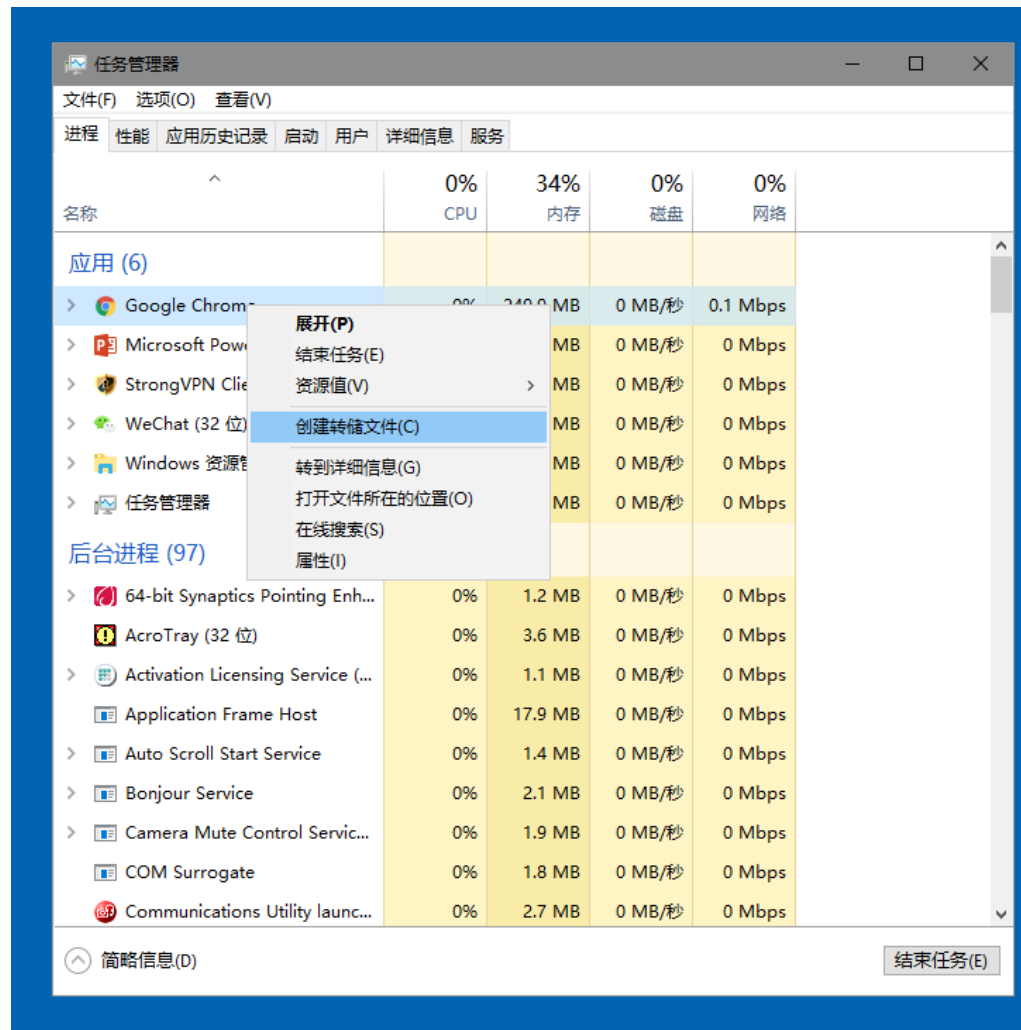 任务管理器
文件(F) 选项(O) 查看(V)
进程 性能 应用历史记录 启动 用户 详细信息 服务
0% 34% 0% 0%
名称 CPU 内存 磁盘 网络
应用 (6)
Google Chrome 0% MB 0 MB/秒 0.1 Mbps
展开(P)
Microsoft Pow MB 0 MB/秒 0 Mbps
结束任务(E)
StrongVPN Clie MB 0 MB/秒 0 Mbps
资源值(V)
WeChat (32 位) MB 0 MB/秒 0 Mbps
创建转储文件(C)
Windows 资源管 MB 0 MB/秒 0 Mbps
转到详细信息(G)
任务管理器 MB 0 MB/秒 0 Mbps
打开文件所在的位置(O)
在线搜索(S)
后台进程 (97)
属性(I)
64-bit Synaptics Pointing Enh... 0% 1.2 MB 0 MB/秒 0 Mbps
AcroTray (32 位) 0% 3.6 MB 0 MB/秒 0 Mbps
Activation Licensing Service (... 0% 1.1 MB 0 MB/秒 0 Mbps
Application Frame Host 0% 17.9 MB 0 MB/秒 0 Mbps
Auto Scroll Start Service 0% 1.4 MB 0 MB/秒 0 Mbps
Bonjour Service 0% 2.1 MB 0 MB/秒 0 Mbps
Camera Mute Control Servic... 0% 1.9 MB 0 MB/秒 0 Mbps
COM Surrogate 0% 1.8 MB 0 MB/秒 0 Mbps
Communications Utility launc... 0% 2.7 MB 0 MB/秒 0 Mbps
简略信息(D) 结束任务(E)